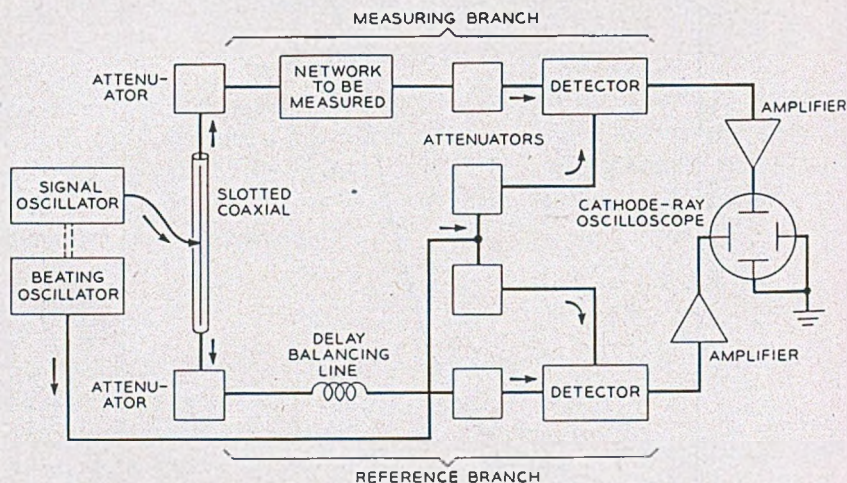 MEASURING BRANCH
ATTENU-
ATOR
NETWORK
TO BE
MEASURED
DETECTOR
AMPLIFIER
ATTENUATORS
SIGNAL
OSCILLATOR
SLOTTED
COAXIAL
CATHODE-RAY
OSCILLOSCOPE
BEATING
OSCILLATOR
DELAY
BALANCING
LINE
AMPLIFIER
ATTENU-
ATOR
DETECTOR
REFERENCE BRANCH